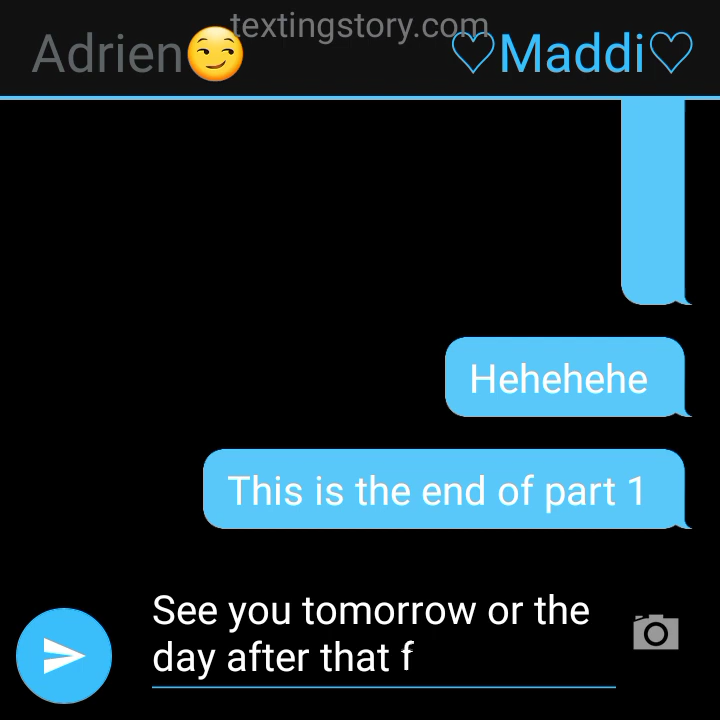 textingstory.com
Adrien😏 ♡Maddi♡
Hehehehe
This is the end of part 1
See you tomorrow or the
day after that f